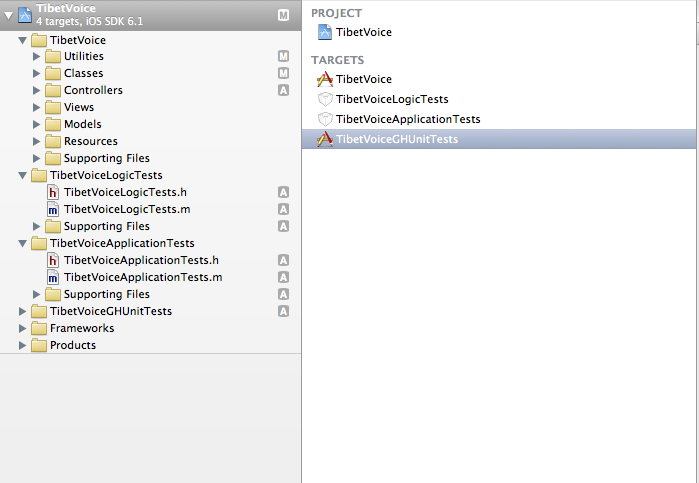 TibetVoice
4 targets, iOS SDK 6.1
M
TibetVoice
Utilities
M
Classes
M
Controllers
A
Views
Models
Resources
Supporting Files
TibetVoiceLogicTests
h TibetVoiceLogicTests.h
A
m TibetVoiceLogicTests.m
A
Supporting Files
A
TibetVoiceApplicationTests
h TibetVoiceApplicationTests.h
A
m TibetVoiceApplicationTests.m
A
Supporting Files
A
TibetVoiceGHUnitTests
A
Frameworks
Products
PROJECT
TibetVoice
TARGETS
TibetVoice
TibetVoiceLogicTests
TibetVoiceApplicationTests
TibetVoiceGHUnitTests